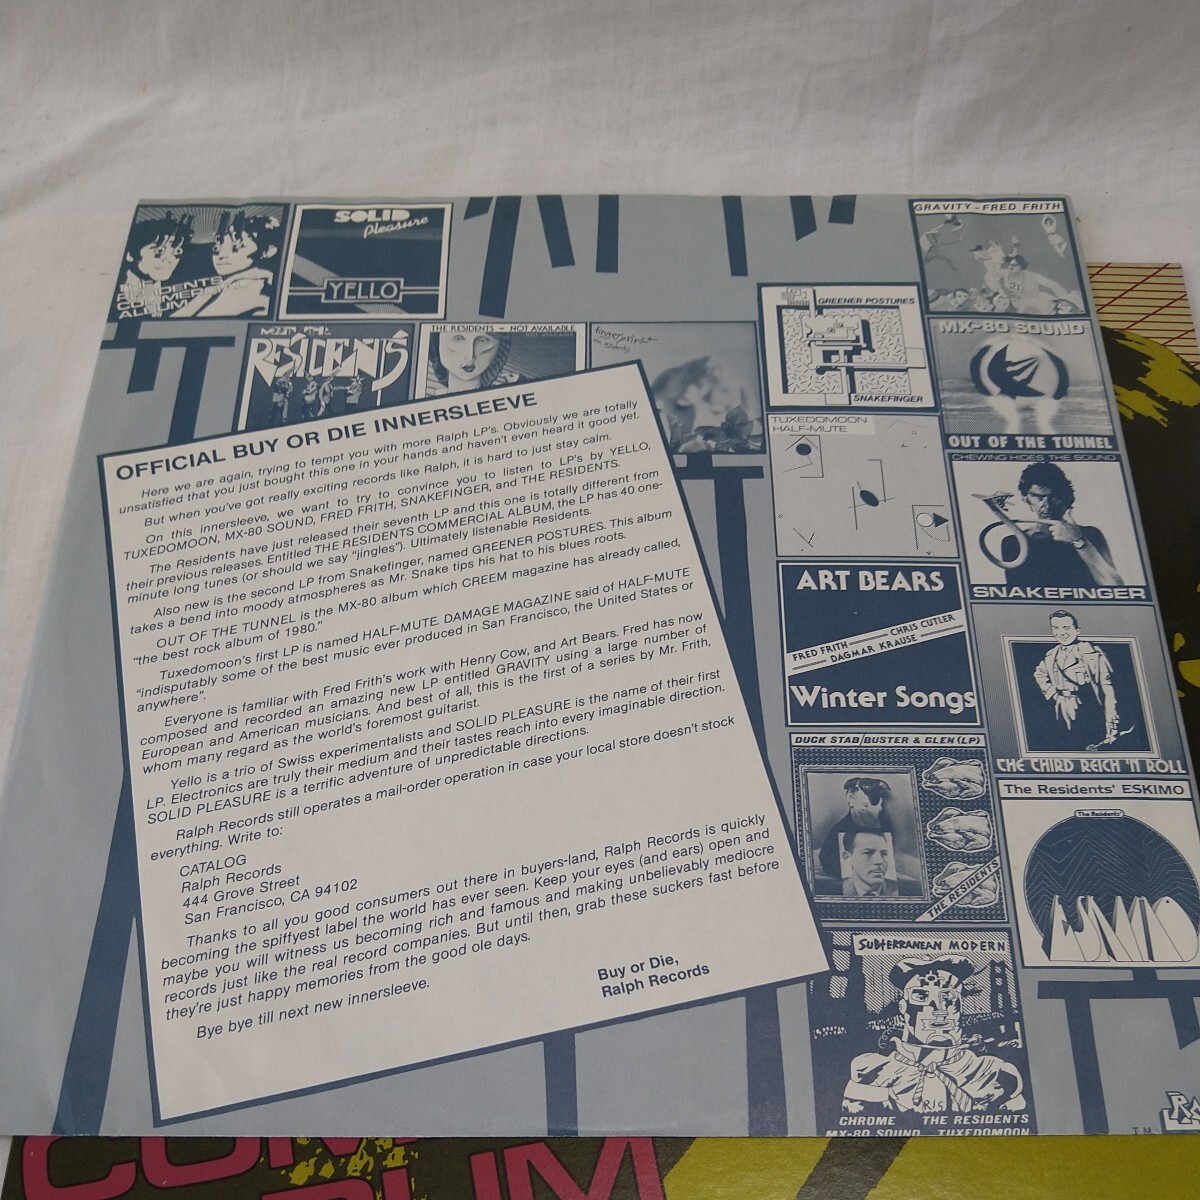 THE
RESIDENTS
COMMERCIAL
ALBUM
SOLID
Pleasure
YELLO
MEET THE
RESIDENTS
THE RESIDENTS - NOT AVAILABLE
fingerprince
GREENER POSTURES
SNAKEFINGER
GRAVITY - FRED FRITH
MX-80 SOUND
OUT OF THE TUNNEL
TUXEDOMOON
HALF-MUTE
CHEWING HIDES THE SOUND
SNAKEFINGER
ART BEARS
FRED FRITH — CHRIS CUTLER
DAGMAR KRAUSE
Winter Songs
THE THIRD REICH 'N ROLL
DUCK STAB/BUSTER & GLEN (LP)
THE RESIDENTS
The Residents' ESKIMO
The Residents'
ESKIMO
SUBTERRANEAN MODERN
CHROME THE RESIDENTS
MX-80 SOUND TUXEDOMOON
TM
OFFICIAL BUY OR DIE INNERSLEEVE
Here we are again, trying to tempt you with more Ralph LP's. Obviously we are totally
unsatisfied that you just bought this one in your hands and haven't even heard it good yet.
But when you've got really exciting records like Ralph, it is hard to just stay calm.
On this innersleeve, we want to try to convince you to listen to LP's by YELLO,
TUXEDOMOON, MX-80 SOUND, FRED FRITH, SNAKEFINGER, and THE RESIDENTS.
The Residents have just released their seventh LP and this one is totally different from
their previous releases. Entitled THE RESIDENTS COMMERCIAL ALBUM, the LP has 40 one-
minute long tunes (or should we say "jingles"). Ultimately listenable Residents.
Also new is the second LP from Snakefinger, named GREENER POSTURES. This album
takes a bend into moody atmospheres as Mr. Snake tips his hat to his blues roots.
OUT OF THE TUNNEL is the MX-80 album which CREEM magazine has already called,
"the best rock album of 1980."
Tuxedomoon's first LP is named HALF-MUTE. DAMAGE MAGAZINE said of HALF-MUTE
"indisputably some of the best music ever produced in San Francisco, the United States or
anywhere".
Everyone is familiar with Fred Frith's work with Henry Cow, and Art Bears. Fred has now
composed and recorded an amazing new LP entitled GRAVITY using a large number of
European and American musicians. And best of all, this is the first of a series by Mr. Frith,
whom many regard as the world's foremost guitarist.
Yello is a trio of Swiss experimentalists and SOLID PLEASURE is the name of their first
LP. Electronics are truly their medium and their tastes reach into every imaginable direction.
SOLID PLEASURE is a terrific adventure of unpredictable directions.
Ralph Records still operates a mail-order operation in case your local store doesn't stock
everything. Write to:
CATALOG
Ralph Records
444 Grove Street
San Francisco, CA 94102
Thanks to all you good consumers out there in buyers-land, Ralph Records is quickly
becoming the spiffyest label the world has ever seen. Keep your eyes (and ears) open and
maybe you will witness us becoming rich and famous and making unbelievably mediocre
records just like the real record companies. But until then, grab these suckers fast before
they're just happy memories from the good ole days.
Bye bye till next new innersleeve.
Buy or Die,
Ralph Records